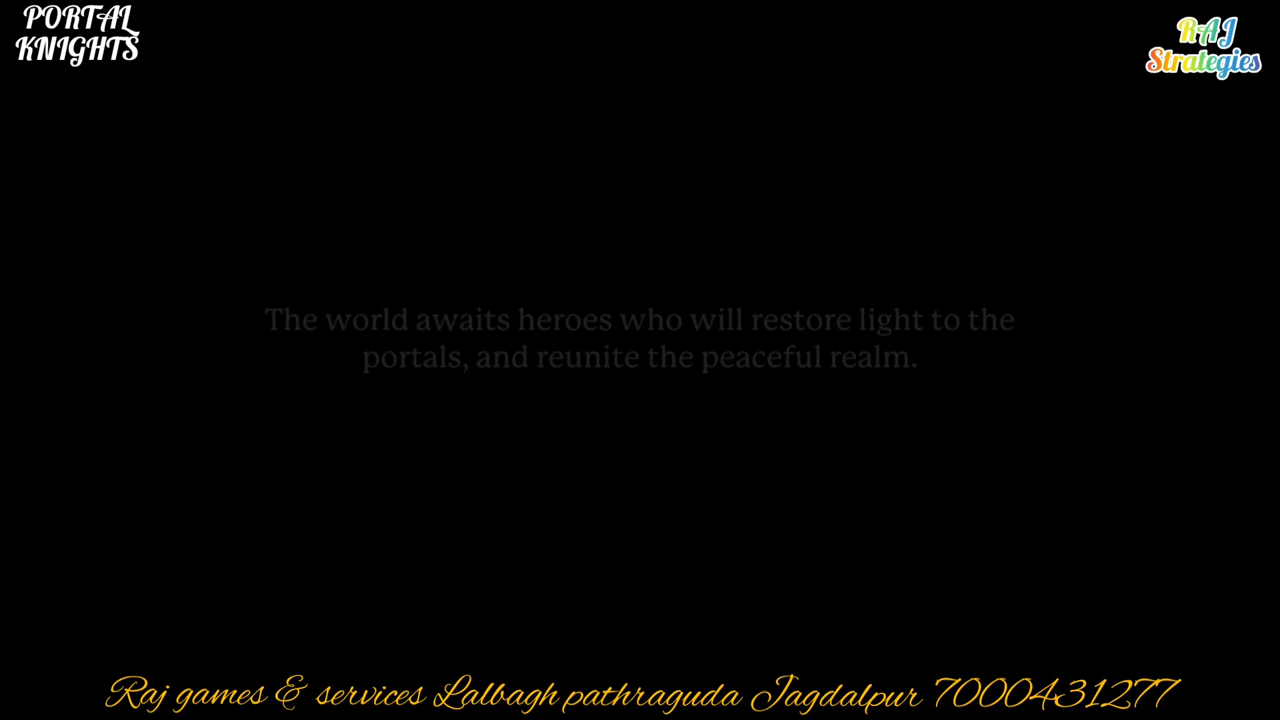 PORTAL
KNIGHTS
RAJ
Strategies
The world awaits heroes who will restore light to the
portals, and reunite the peaceful realm.
Raj games & services Lalbagh pathraguda Jagdalpur 7000431277